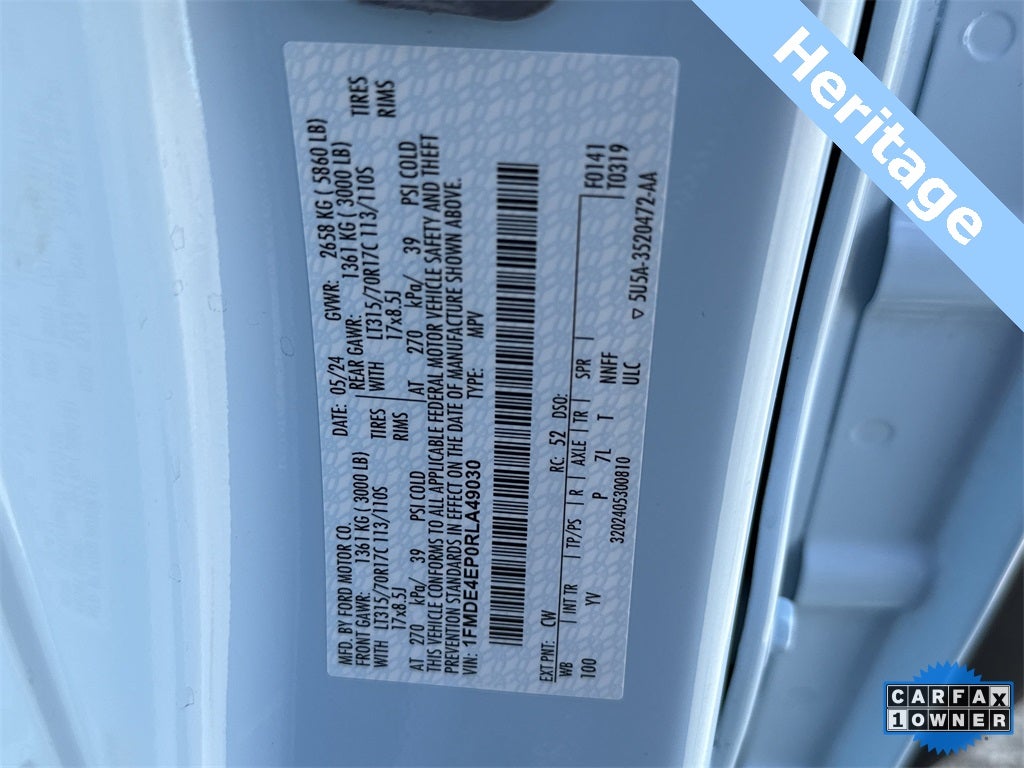 MFD. BY FORD MOTOR CO.
DATE: 05/24 GVWR: 2658 KG ( 5860 LB)
FRONT GAWR: 1361 KG ( 3000 LB) REAR GAWR: 1361 KG ( 3000 LB)
WITH LT315/70R17C 113/110S TIRES WITH LT315/70R17C 113/110S TIRES
17x8.5J RIMS 17x8.5J RIMS
AT 270 kPa/ 39 PSI COLD AT 270 kPa/ 39 PSI COLD
THIS VEHICLE CONFORMS TO ALL APPLICABLE FEDERAL MOTOR VEHICLE SAFETY AND THEFT
PREVENTION STANDARDS IN EFFECT ON THE DATE OF MANUFACTURE SHOWN ABOVE.
VIN: 1FMDE4EP0RLA49030 TYPE: MPV
EXT PNT: CW RC: 52 DSO: F0141
WB INT TR TP/PS R AXLE TR SPR T0319
100 YV P 7L T NNFF
3202405300810 ULC ▽ 5U5A-3520472-AA
Heritage
CARFAX
1 OWNER